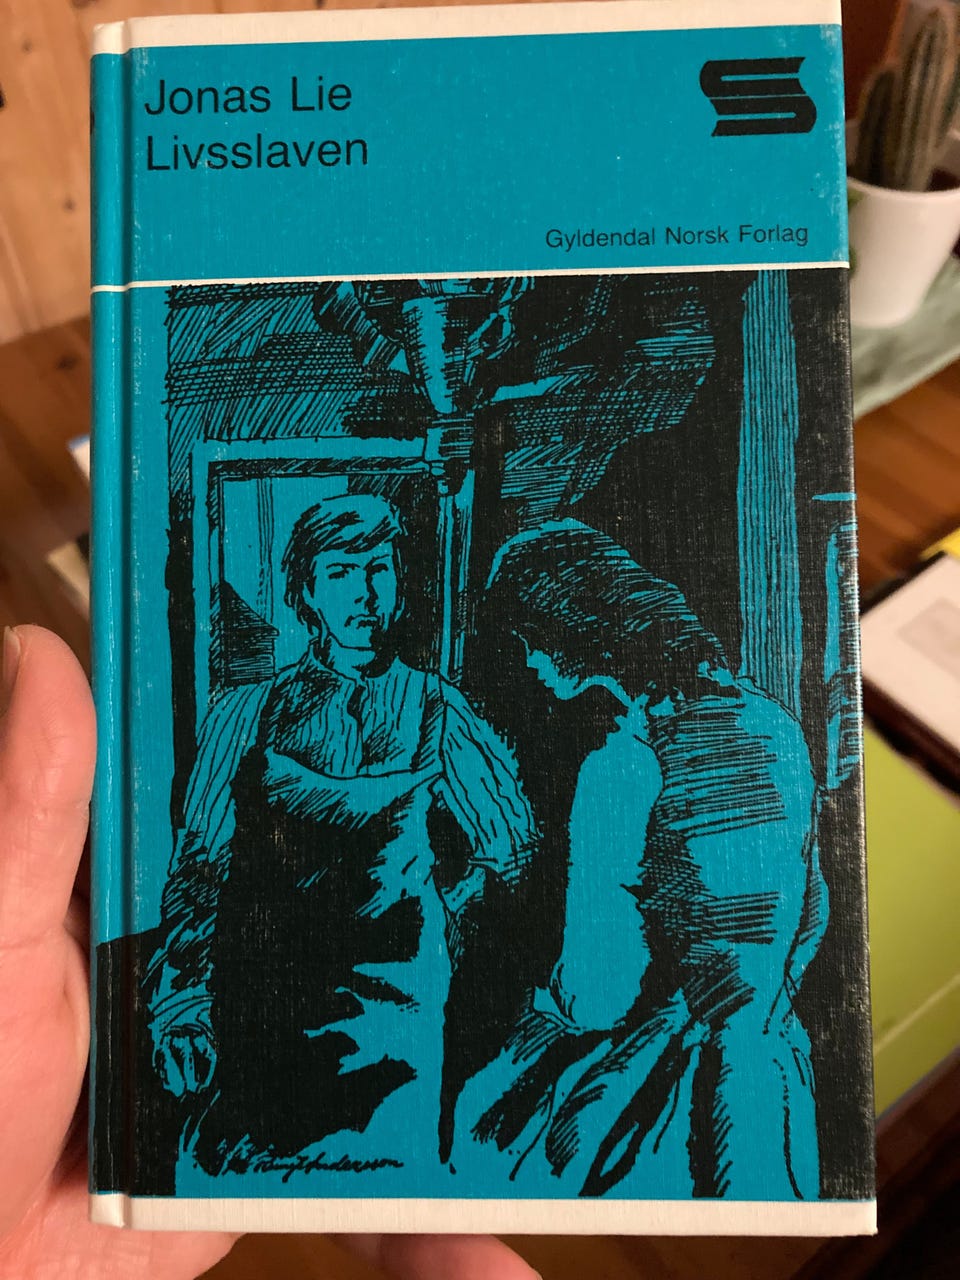 Jonas Lie
Livsslaven
S
Gyldendal Norsk Forlag